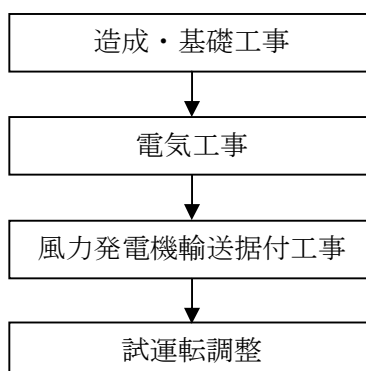 造成・基礎工事
電気工事
風力発電機輸送据付工事
試運転調整